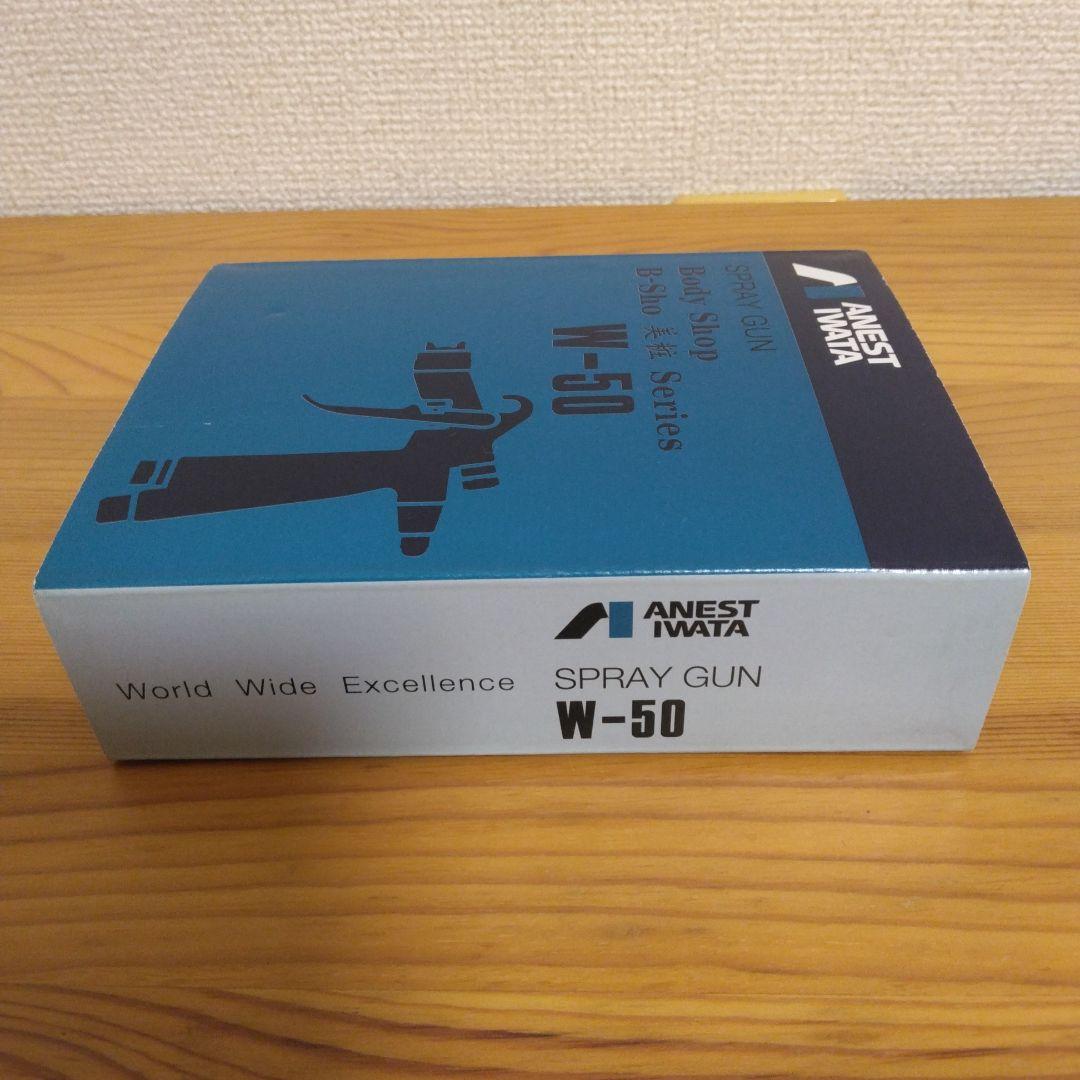 ANEST
IWATA
SPRAY GUN
Body Shop
B-Sho 美粧 Series
W-50
ANEST
IWATA
World Wide Excellence
SPRAY GUN
W-50